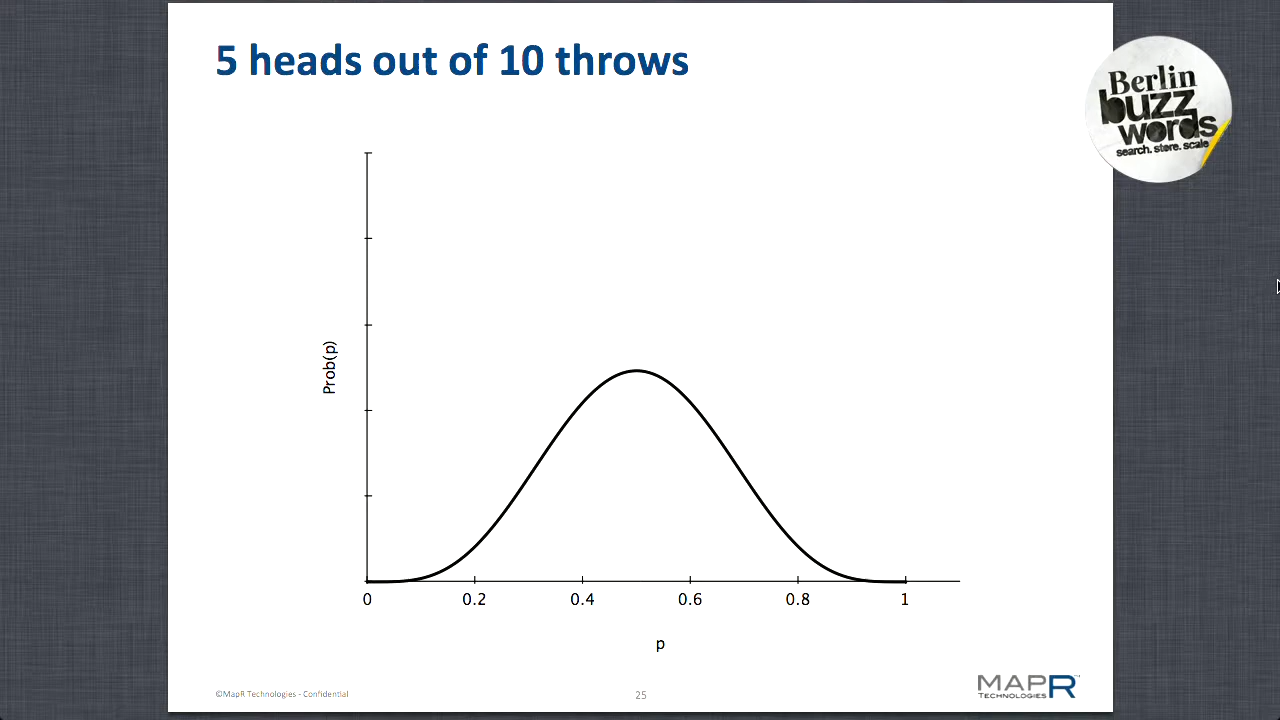 5 heads out of 10 throws
Berlin
buzz
words
search. store. scale
Prob(p)
0 0.2 0.4 0.6 0.8 1
p
©MapR Technologies - Confidential
25
MAPR™
TECHNOLOGIES